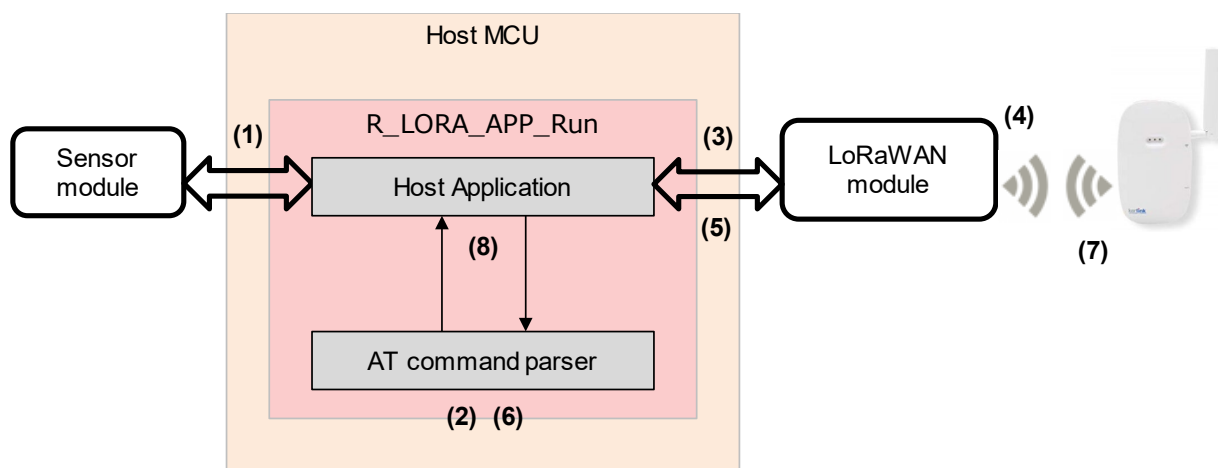 Host MCU
R_LORA_APP_Run
(1)
(3)
(4)
Sensor
module
Host Application
LoRaWAN
module
(8)
(5)
(7)
AT command parser
(2) (6)